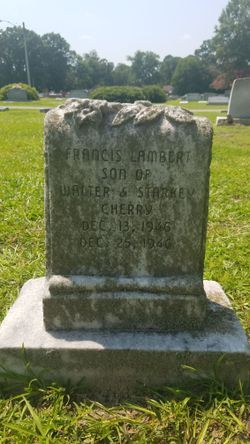 FRANCIS LAMBERT
SON OF
WALTER & STARKEY
CHERRY
DEC. 13, 1946
DEC. 25, 1946